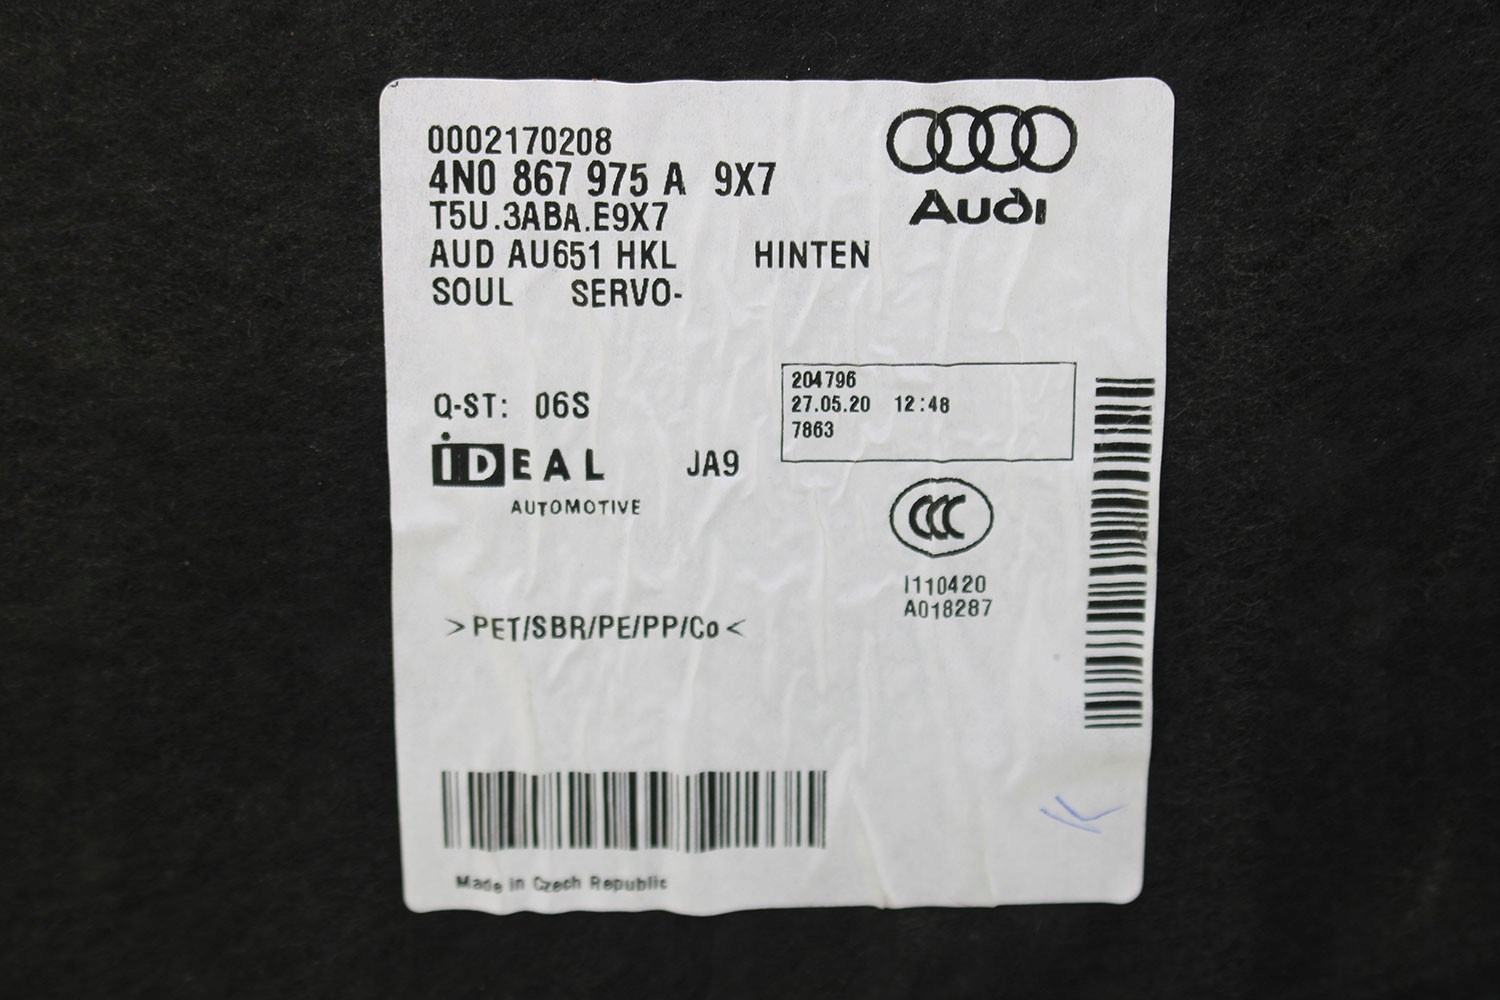 0002170208
4N0 867 975 A 9X7
T5U.3ABA.E9X7
AUD AU651 HKL HINTEN
SOUL SERVO-
Audi
Q-ST: 06S
iDEAL
AUTOMOTIVE
JA9
204796
27.05.20 12:48
7863
CCC
I110420
A018287
>PET/SBR/PE/PP/Co<
K
Made in Czech Republic